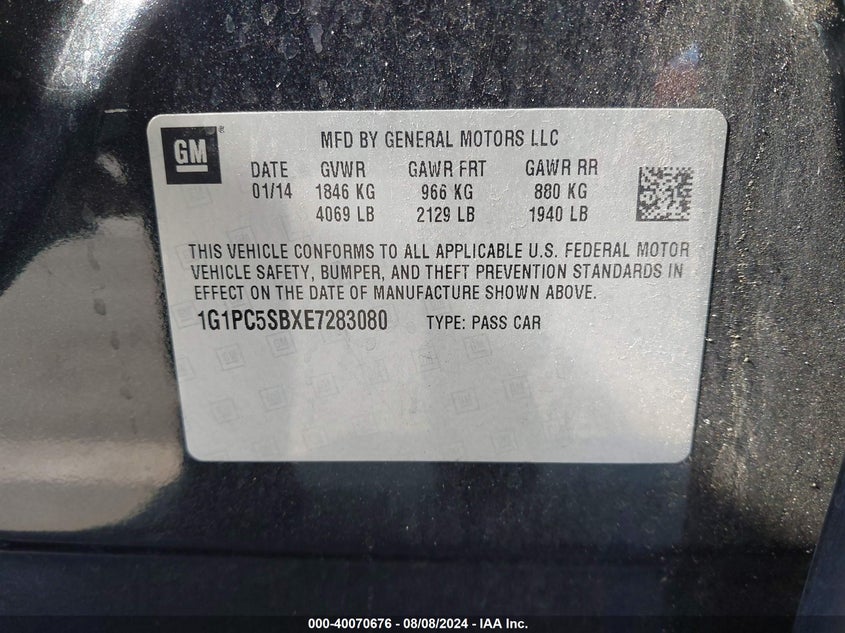 GM ®
MFD BY GENERAL MOTORS LLC
DATE GVWR GAWR FRT GAWR RR
01/14 1846 KG 966 KG 880 KG
4069 LB 2129 LB 1940 LB
THIS VEHICLE CONFORMS TO ALL APPLICABLE U.S. FEDERAL MOTOR
VEHICLE SAFETY, BUMPER, AND THEFT PREVENTION STANDARDS IN
EFFECT ON THE DATE OF MANUFACTURE SHOWN ABOVE.
1G1PC5SBXE7283080 TYPE: PASS CAR
000-40070676 - 08/08/2024 - IAA Inc.